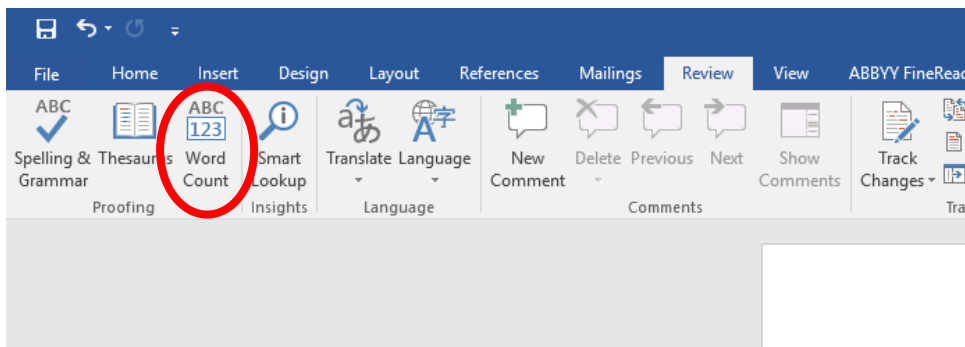 File Home Insert Design Layout References Mailings Review View ABBYY FineRead
ABC ABC
123
Spelling & Thesaurus Word Smart Translate Language New Delete Previous Next Show Track
Grammar Count Lookup Comment Comments Changes
Proofing Insights Language Comments Tra